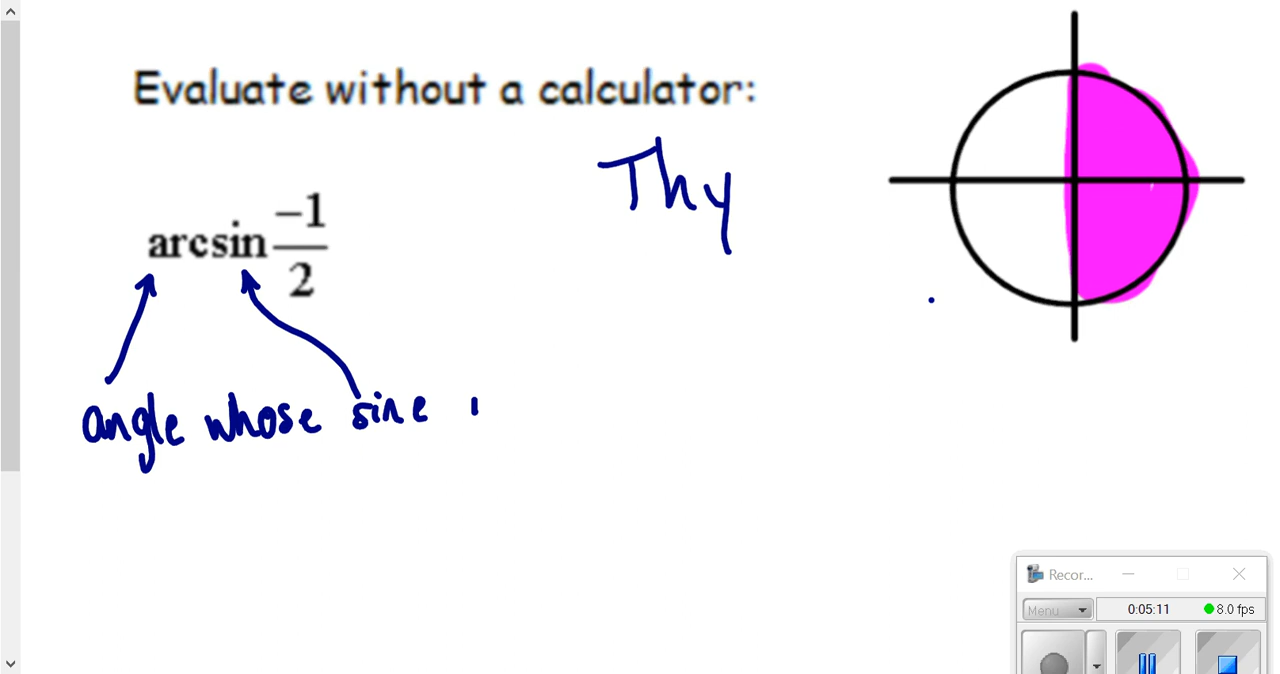 Evaluate without a calculator:
Thy
arcsin -1/2
angle whose sine
Recor...
Menu
0:05:11
8.0 fps